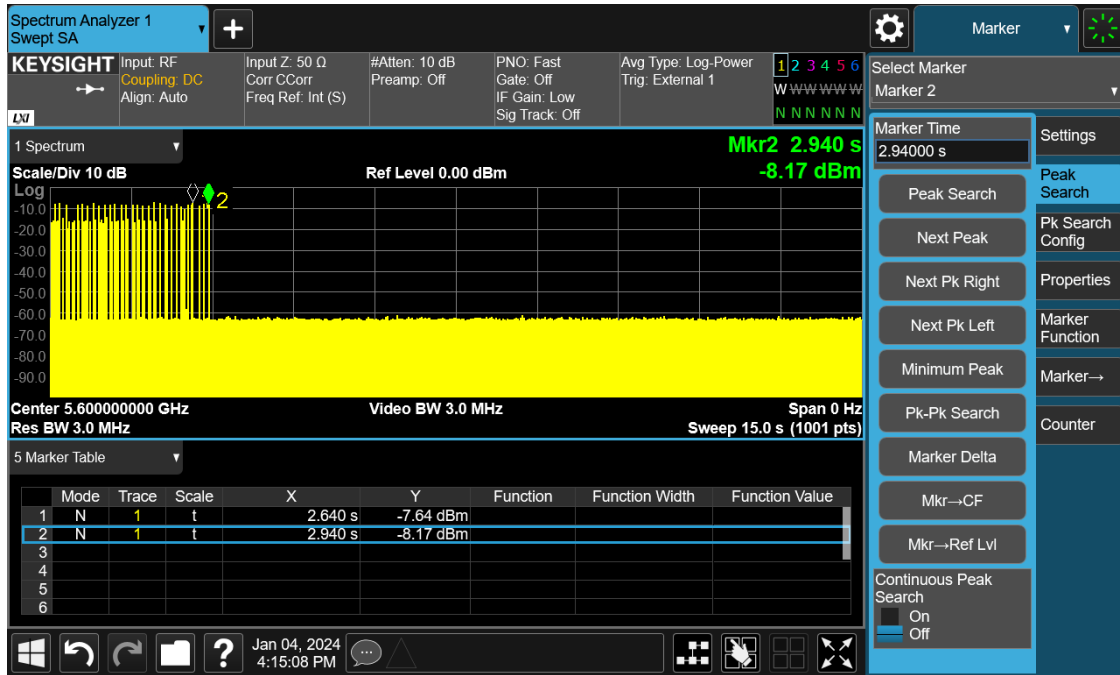 Spectrum Analyzer 1
Swept SA
+
Marker
KEYSIGHT
LXI
Input: RF
Coupling: DC
Align: Auto
Input Z: 50 Ω
Corr CCorr
Freq Ref: Int (S)
#Atten: 10 dB
Preamp: Off
PNO: Fast
Gate: Off
IF Gain: Low
Sig Track: Off
Avg Type: Log-Power
Trig: External 1
1 2 3 4 5 6
W W W W W W
N N N N N N
Select Marker
Marker 2
1 Spectrum
Mkr2 2.940 s
Scale/Div 10 dB
Ref Level 0.00 dBm
-8.17 dBm
Log
-10.0
-20.0
-30.0
-40.0
-50.0
-60.0
-70.0
-80.0
-90.0
2
Center 5.600000000 GHz
Video BW 3.0 MHz
Span 0 Hz
Res BW 3.0 MHz
Sweep 15.0 s (1001 pts)
5 Marker Table
Mode Trace Scale X Y Function Function Width Function Value
1 N 1 t 2.640 s -7.64 dBm
2 N 1 t 2.940 s -8.17 dBm
3
4
5
6
Marker Time
2.94000 s
Peak Search
Next Peak
Next Pk Right
Next Pk Left
Minimum Peak
Pk-Pk Search
Marker Delta
Mkr→CF
Mkr→Ref Lvl
Continuous Peak
Search
On
Off
Settings
Peak
Search
Pk Search
Config
Properties
Marker
Function
Marker→
Counter
?
Jan 04, 2024
4:15:08 PM